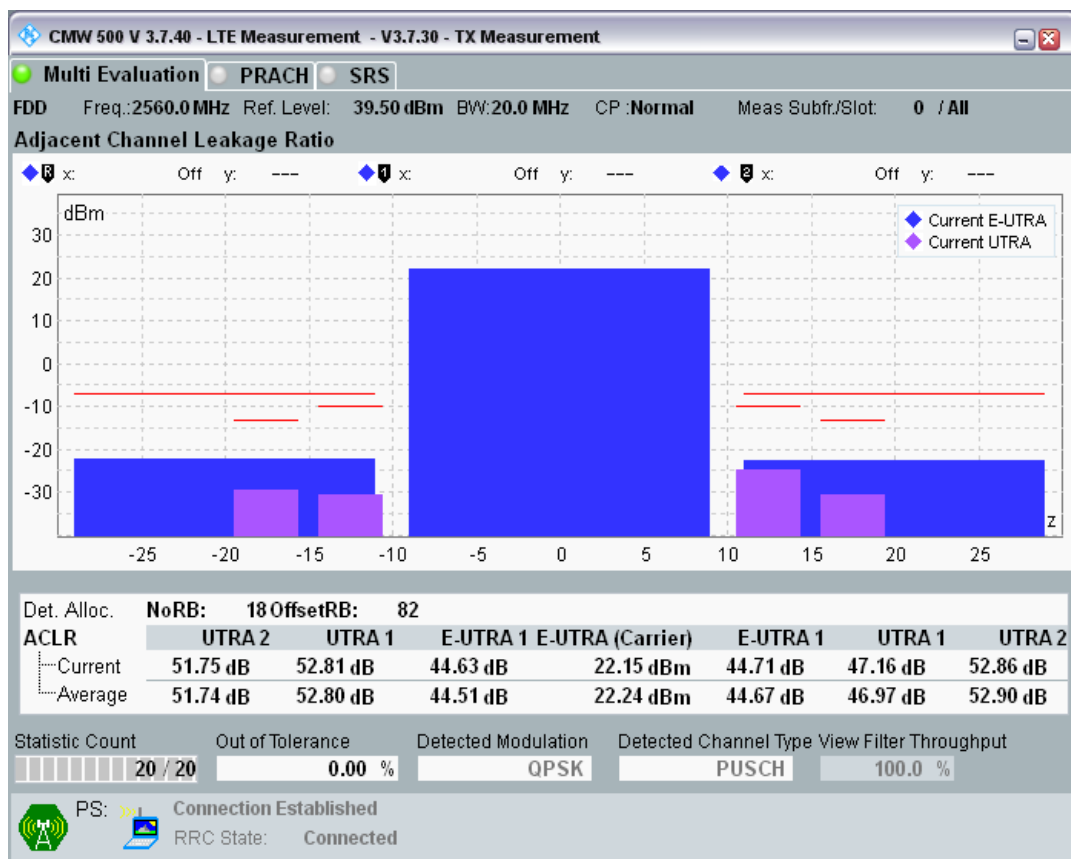 CMW 500 V 3.7.40 - LTE Measurement - V3.7.30 - TX Measurement
Multi Evaluation PRACH SRS
FDD Freq.:2560.0 MHz Ref. Level: 39.50 dBm BW:20.0 MHz CP :Normal Meas Subfr./Slot: 0 / All
Adjacent Channel Leakage Ratio
R x: Off y: --- 1 x: Off y: --- 2 x: Off y: ---
dBm
Current E-UTRA
Current UTRA
30
20
10
0
-10
-20
-30
z
-25 -20 -15 -10 -5 0 5 10 15 20 25
Det. Alloc. NoRB: 18 OffsetRB: 82
ACLR UTRA 2 UTRA 1 E-UTRA 1 E-UTRA (Carrier) E-UTRA 1 UTRA 1 UTRA 2
Current 51.75 dB 52.81 dB 44.63 dB 22.15 dBm 44.71 dB 47.16 dB 52.86 dB
Average 51.74 dB 52.80 dB 44.51 dB 22.24 dBm 44.67 dB 46.97 dB 52.90 dB
Statistic Count Out of Tolerance Detected Modulation Detected Channel Type View Filter Throughput
20 / 20 0.00 % QPSK PUSCH 100.0 %
PS: Connection Established
RRC State: Connected